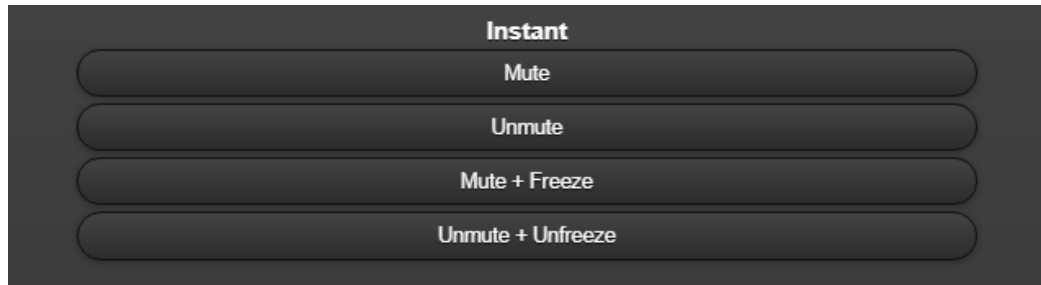 Instant
Mute
Unmute
Mute + Freeze
Unmute + Unfreeze